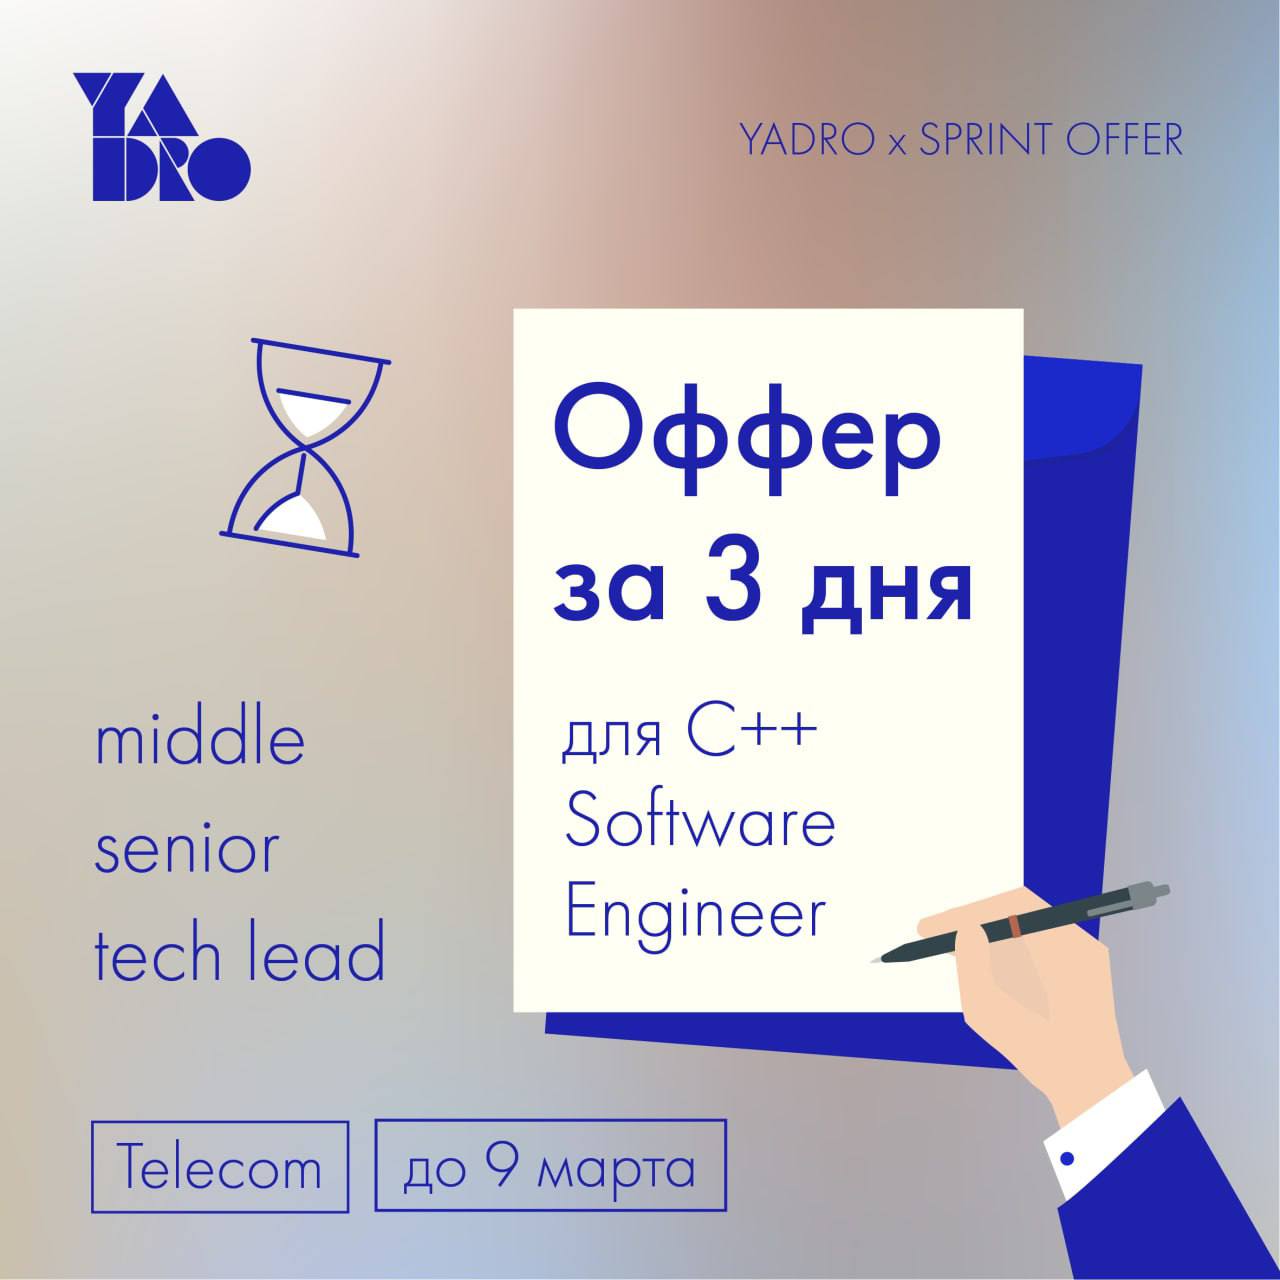 YADRO
YADRO x SPRINT OFFER
Оффер
за 3 дня
для C++
Software
Engineer
middle
senior
tech lead
Telecom
до 9 марта